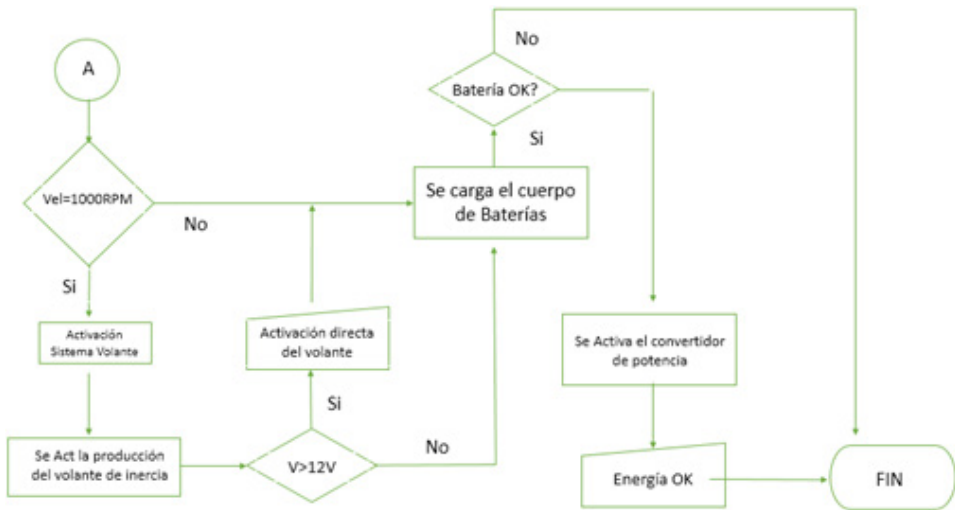 A
Vel=1000RPM
No
Si
Activación
Sistema Volante
Se Act la producción
del volante de inercia
V>12V
Si
No
Activación directa
del volante
Se carga el cuerpo
de Baterías
Si
Batería OK?
No
Se Activa el convertidor
de potencia
Energía OK
FIN